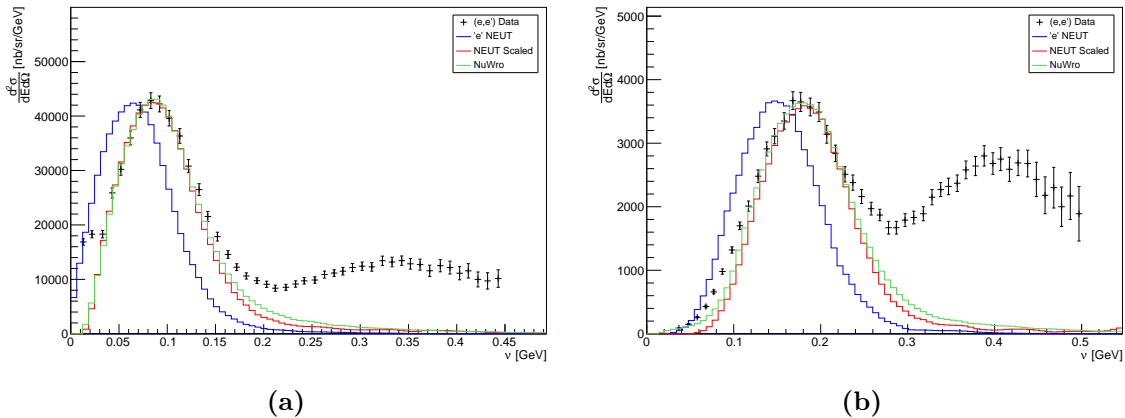 d²σ/dEdΩ [nb/sr/GeV]
60000
50000
40000
30000
20000
10000
0
(e,e') Data
'e' NEUT
NEUT Scaled
NuWro
0 0.05 0.1 0.15 0.2 0.25 0.3 0.35 0.4 0.45
ν [GeV]
(a)
d²σ/dEdΩ [nb/sr/GeV]
5000
4000
3000
2000
1000
0
(e,e') Data
'e' NEUT
NEUT Scaled
NuWro
0 0.1 0.2 0.3 0.4 0.5
ν [GeV]
(b)